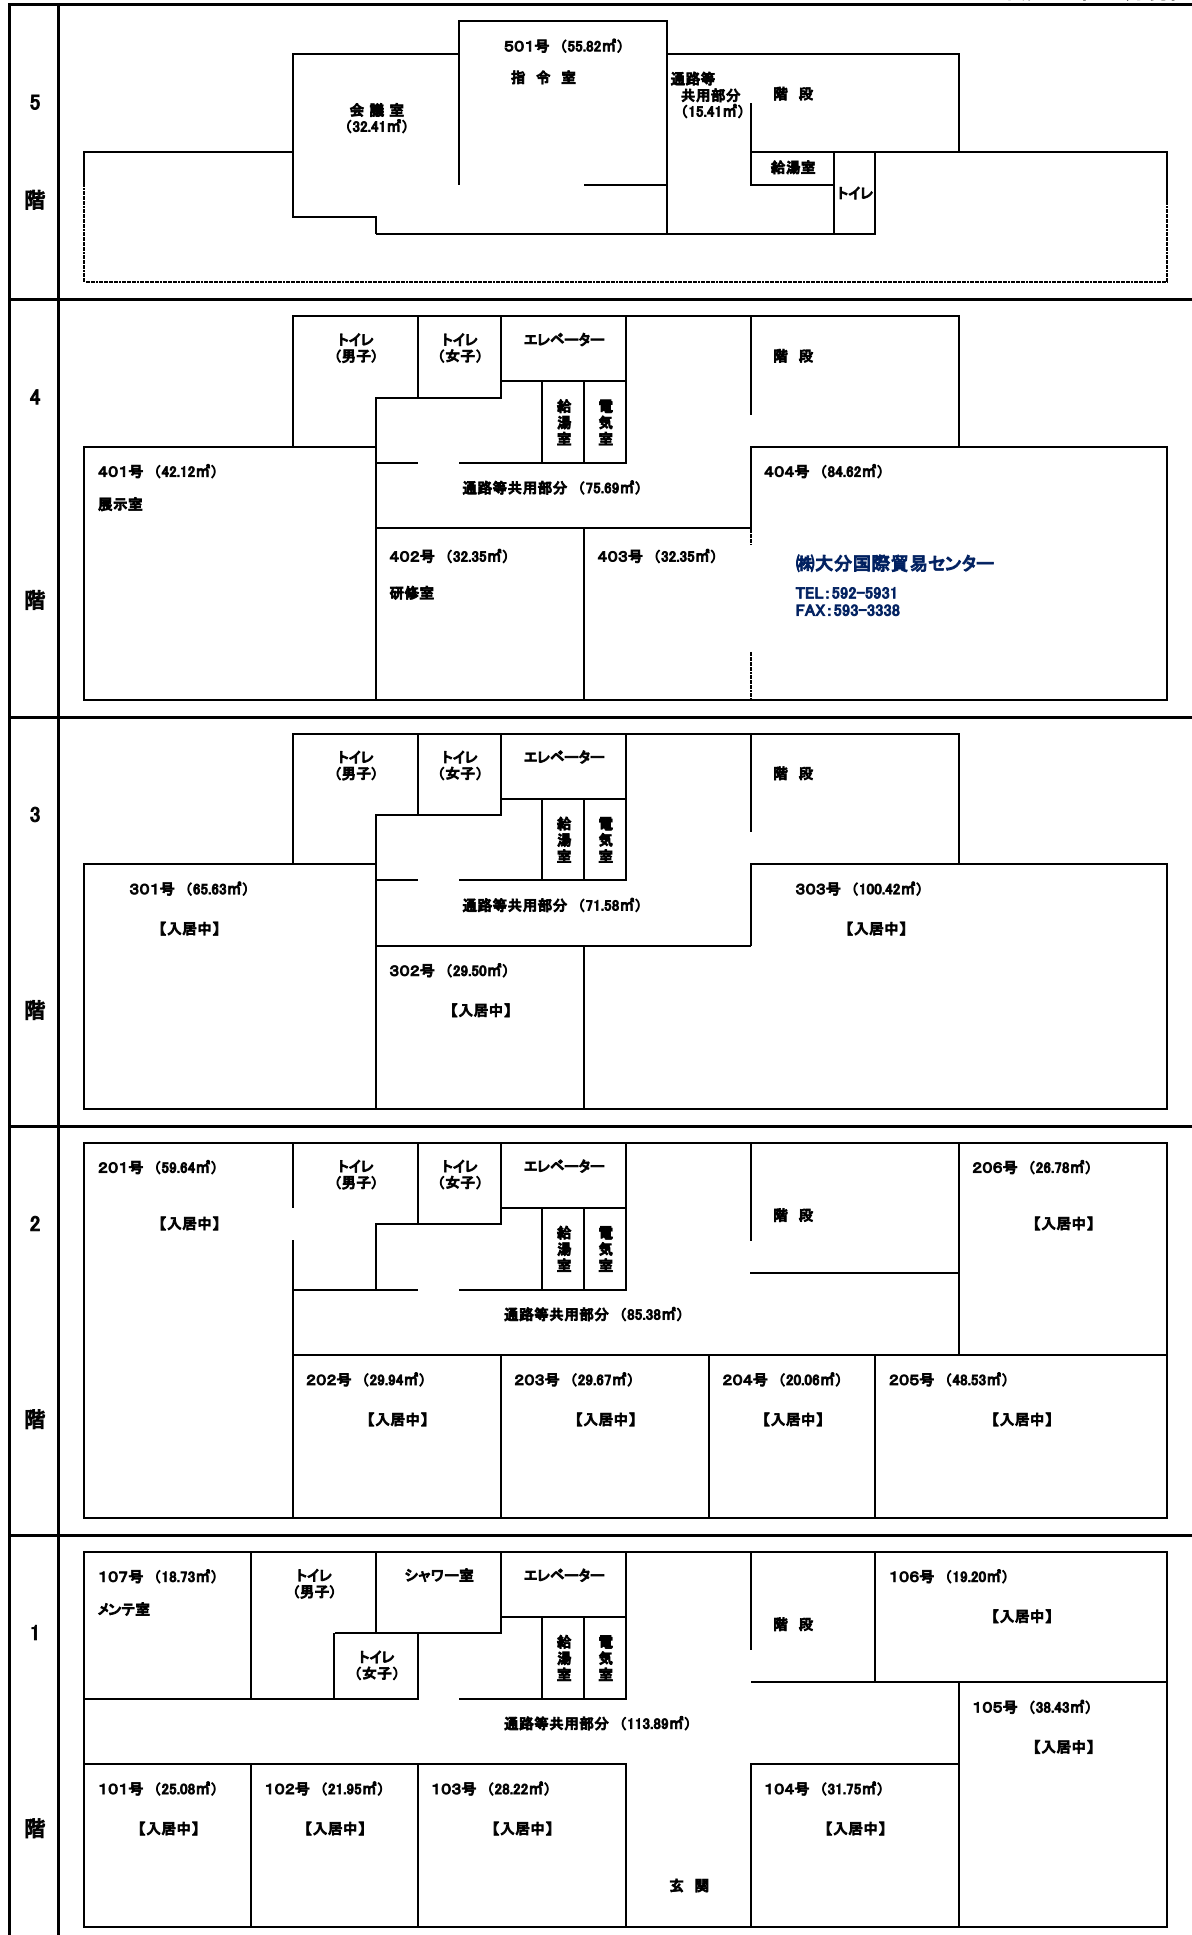 5
階
501号 (55.82㎡)
指 令 室
会 議 室
(32.41㎡)
通路等
共用部分
(15.41㎡)
階 段
給湯室
トイレ
4
階
トイレ
(男子)
トイレ
(女子)
エレベーター
階 段
給湯室
電気室
401号 (42.12㎡)
展示室
通路等共用部分 (75.69㎡)
404号 (84.62㎡)
402号 (32.35㎡)
研修室
403号 (32.35㎡)
㈱大分国際貿易センター
TEL:592-5931
FAX:593-3338
3
階
トイレ
(男子)
トイレ
(女子)
エレベーター
階 段
給湯室
電気室
301号 (65.63㎡)
【入居中】
通路等共用部分 (71.58㎡)
303号 (100.42㎡)
【入居中】
302号 (29.50㎡)
【入居中】
2
階
201号 (59.64㎡)
【入居中】
トイレ
(男子)
トイレ
(女子)
エレベーター
階 段
206号 (26.78㎡)
【入居中】
給湯室
電気室
通路等共用部分 (85.38㎡)
202号 (29.94㎡)
【入居中】
203号 (29.67㎡)
【入居中】
204号 (20.06㎡)
【入居中】
205号 (48.53㎡)
【入居中】
1
階
107号 (18.73㎡)
メンテ室
トイレ
(男子)
シャワー室
エレベーター
階 段
106号 (19.20㎡)
【入居中】
トイレ
(女子)
給湯室
電気室
通路等共用部分 (113.89㎡)
105号 (38.43㎡)
【入居中】
101号 (25.08㎡)
【入居中】
102号 (21.95㎡)
【入居中】
103号 (28.22㎡)
【入居中】
104号 (31.75㎡)
【入居中】
玄 関